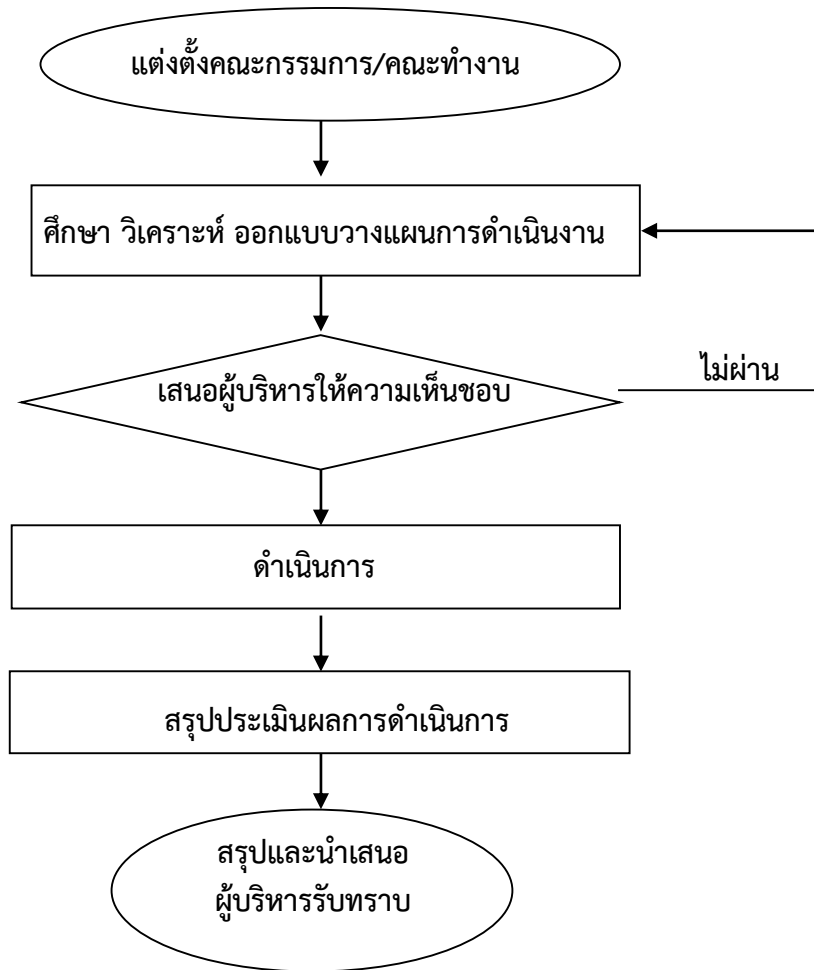 แต่งตั้งคณะกรรมการ/คณะทำงาน
ศึกษา วิเคราะห์ ออกแบบวางแผนการดำเนินงาน
เสนอผู้บริหารให้ความเห็นชอบ
ไม่ผ่าน
ดำเนินการ
สรุปประเมินผลการดำเนินการ
สรุปและนำเสนอ
ผู้บริหารรับทราบ